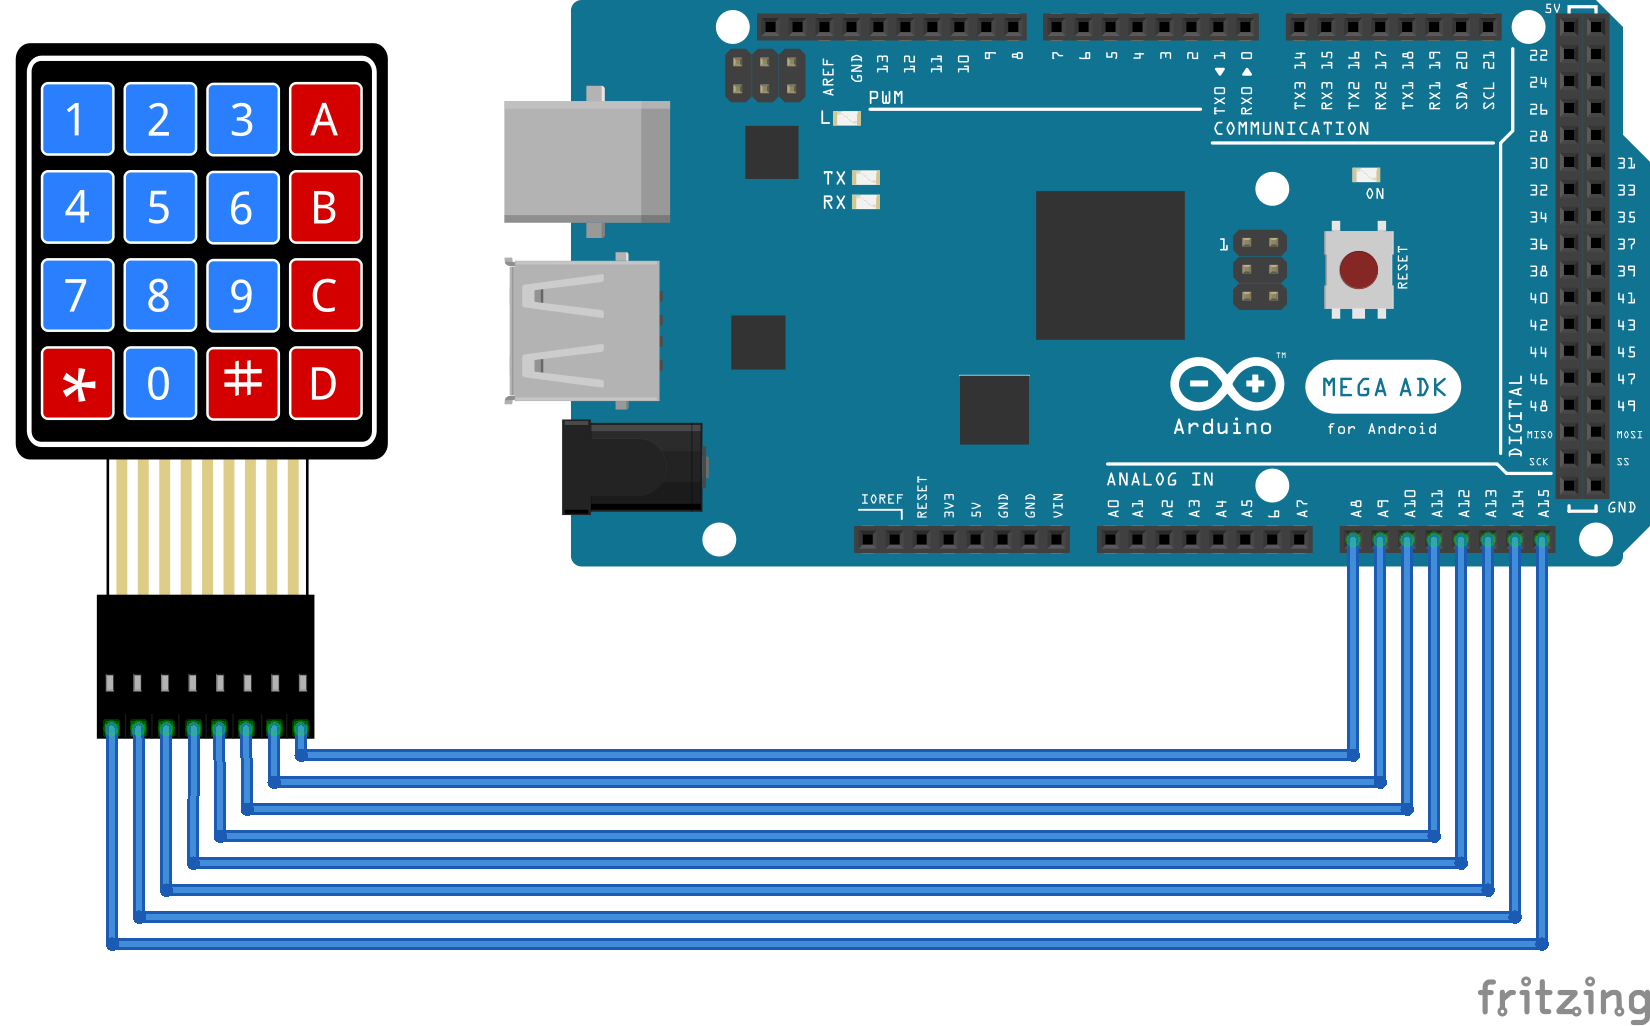 1 2 3 A
4 5 6 B
7 8 9 C
* 0 # D
AREF
GND
13
12
11
10
9
8
7
6
5
4
3
2
TX0 ▶ 1
RX0 ◀ 0
TX3 14
RX3 15
TX2 16
RX2 17
TX1 18
RX1 19
SDA 20
SCL 21
5V
PWM
L
COMMUNICATION
TX
RX
ON
1
RESET
22
24
26
28
30 31
32 33
34 35
36 37
38 39
40 41
42 43
44 45
46 47
48 49
MISO MOSI
SCK SS
GND
DIGITAL
TM
MEGA ADK
Arduino
for Android
ANALOG IN
IOREF
RESET
3V3
5V
GND
GND
VIN
A0
A1
A2
A3
A4
A5
6
A7
A8
A9
A10
A11
A12
A13
A14
A15
fritzing